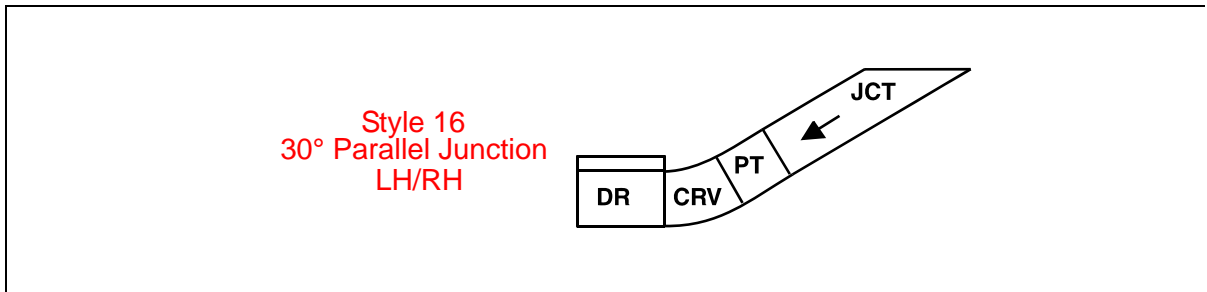 Style 16
30° Parallel Junction
LH/RH
JCT
PT
DR
CRV